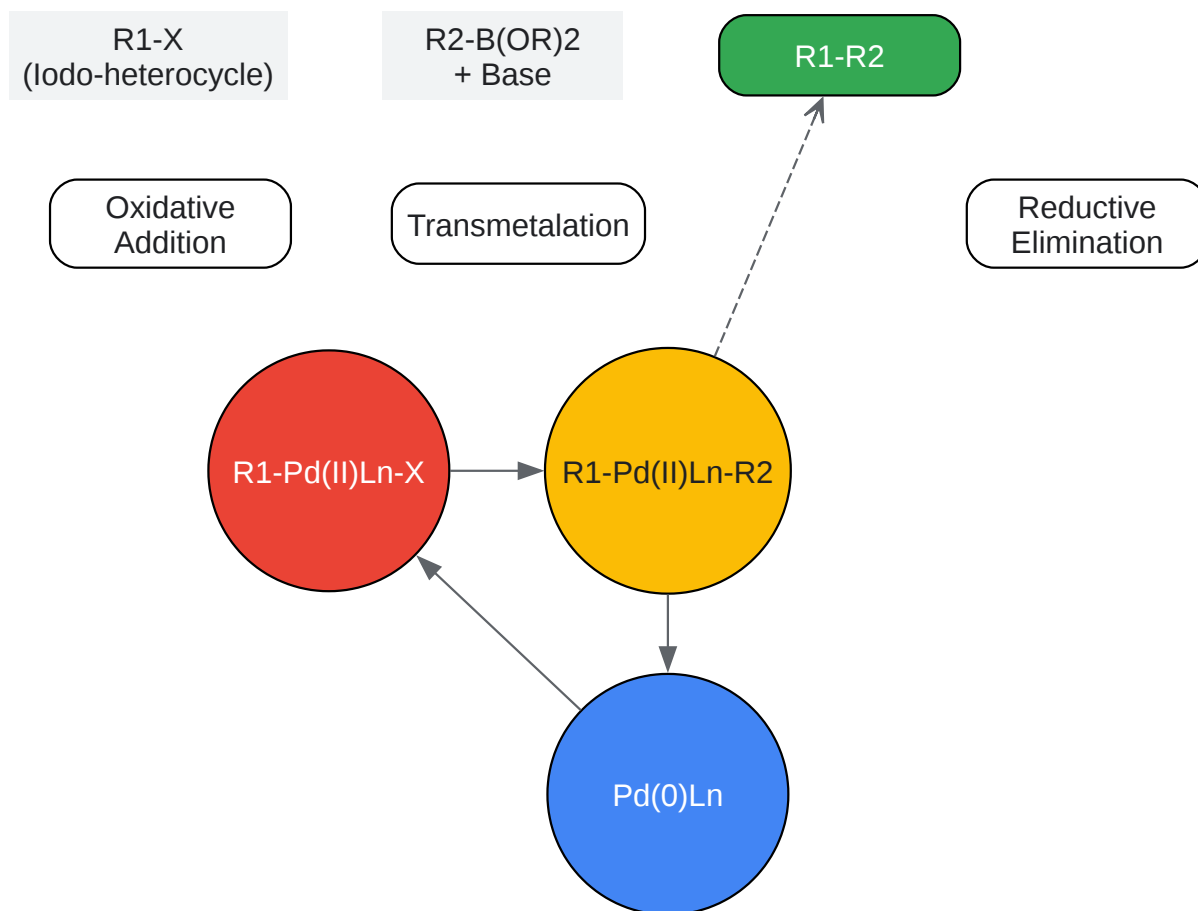 R1-X
(Iodo-heterocycle)
R2-B(OR)2
+ Base
R1-R2
Oxidative
Addition
Transmetalation
Reductive
Elimination
R1-Pd(II)Ln-X
R1-Pd(II)Ln-R2
Pd(0)Ln